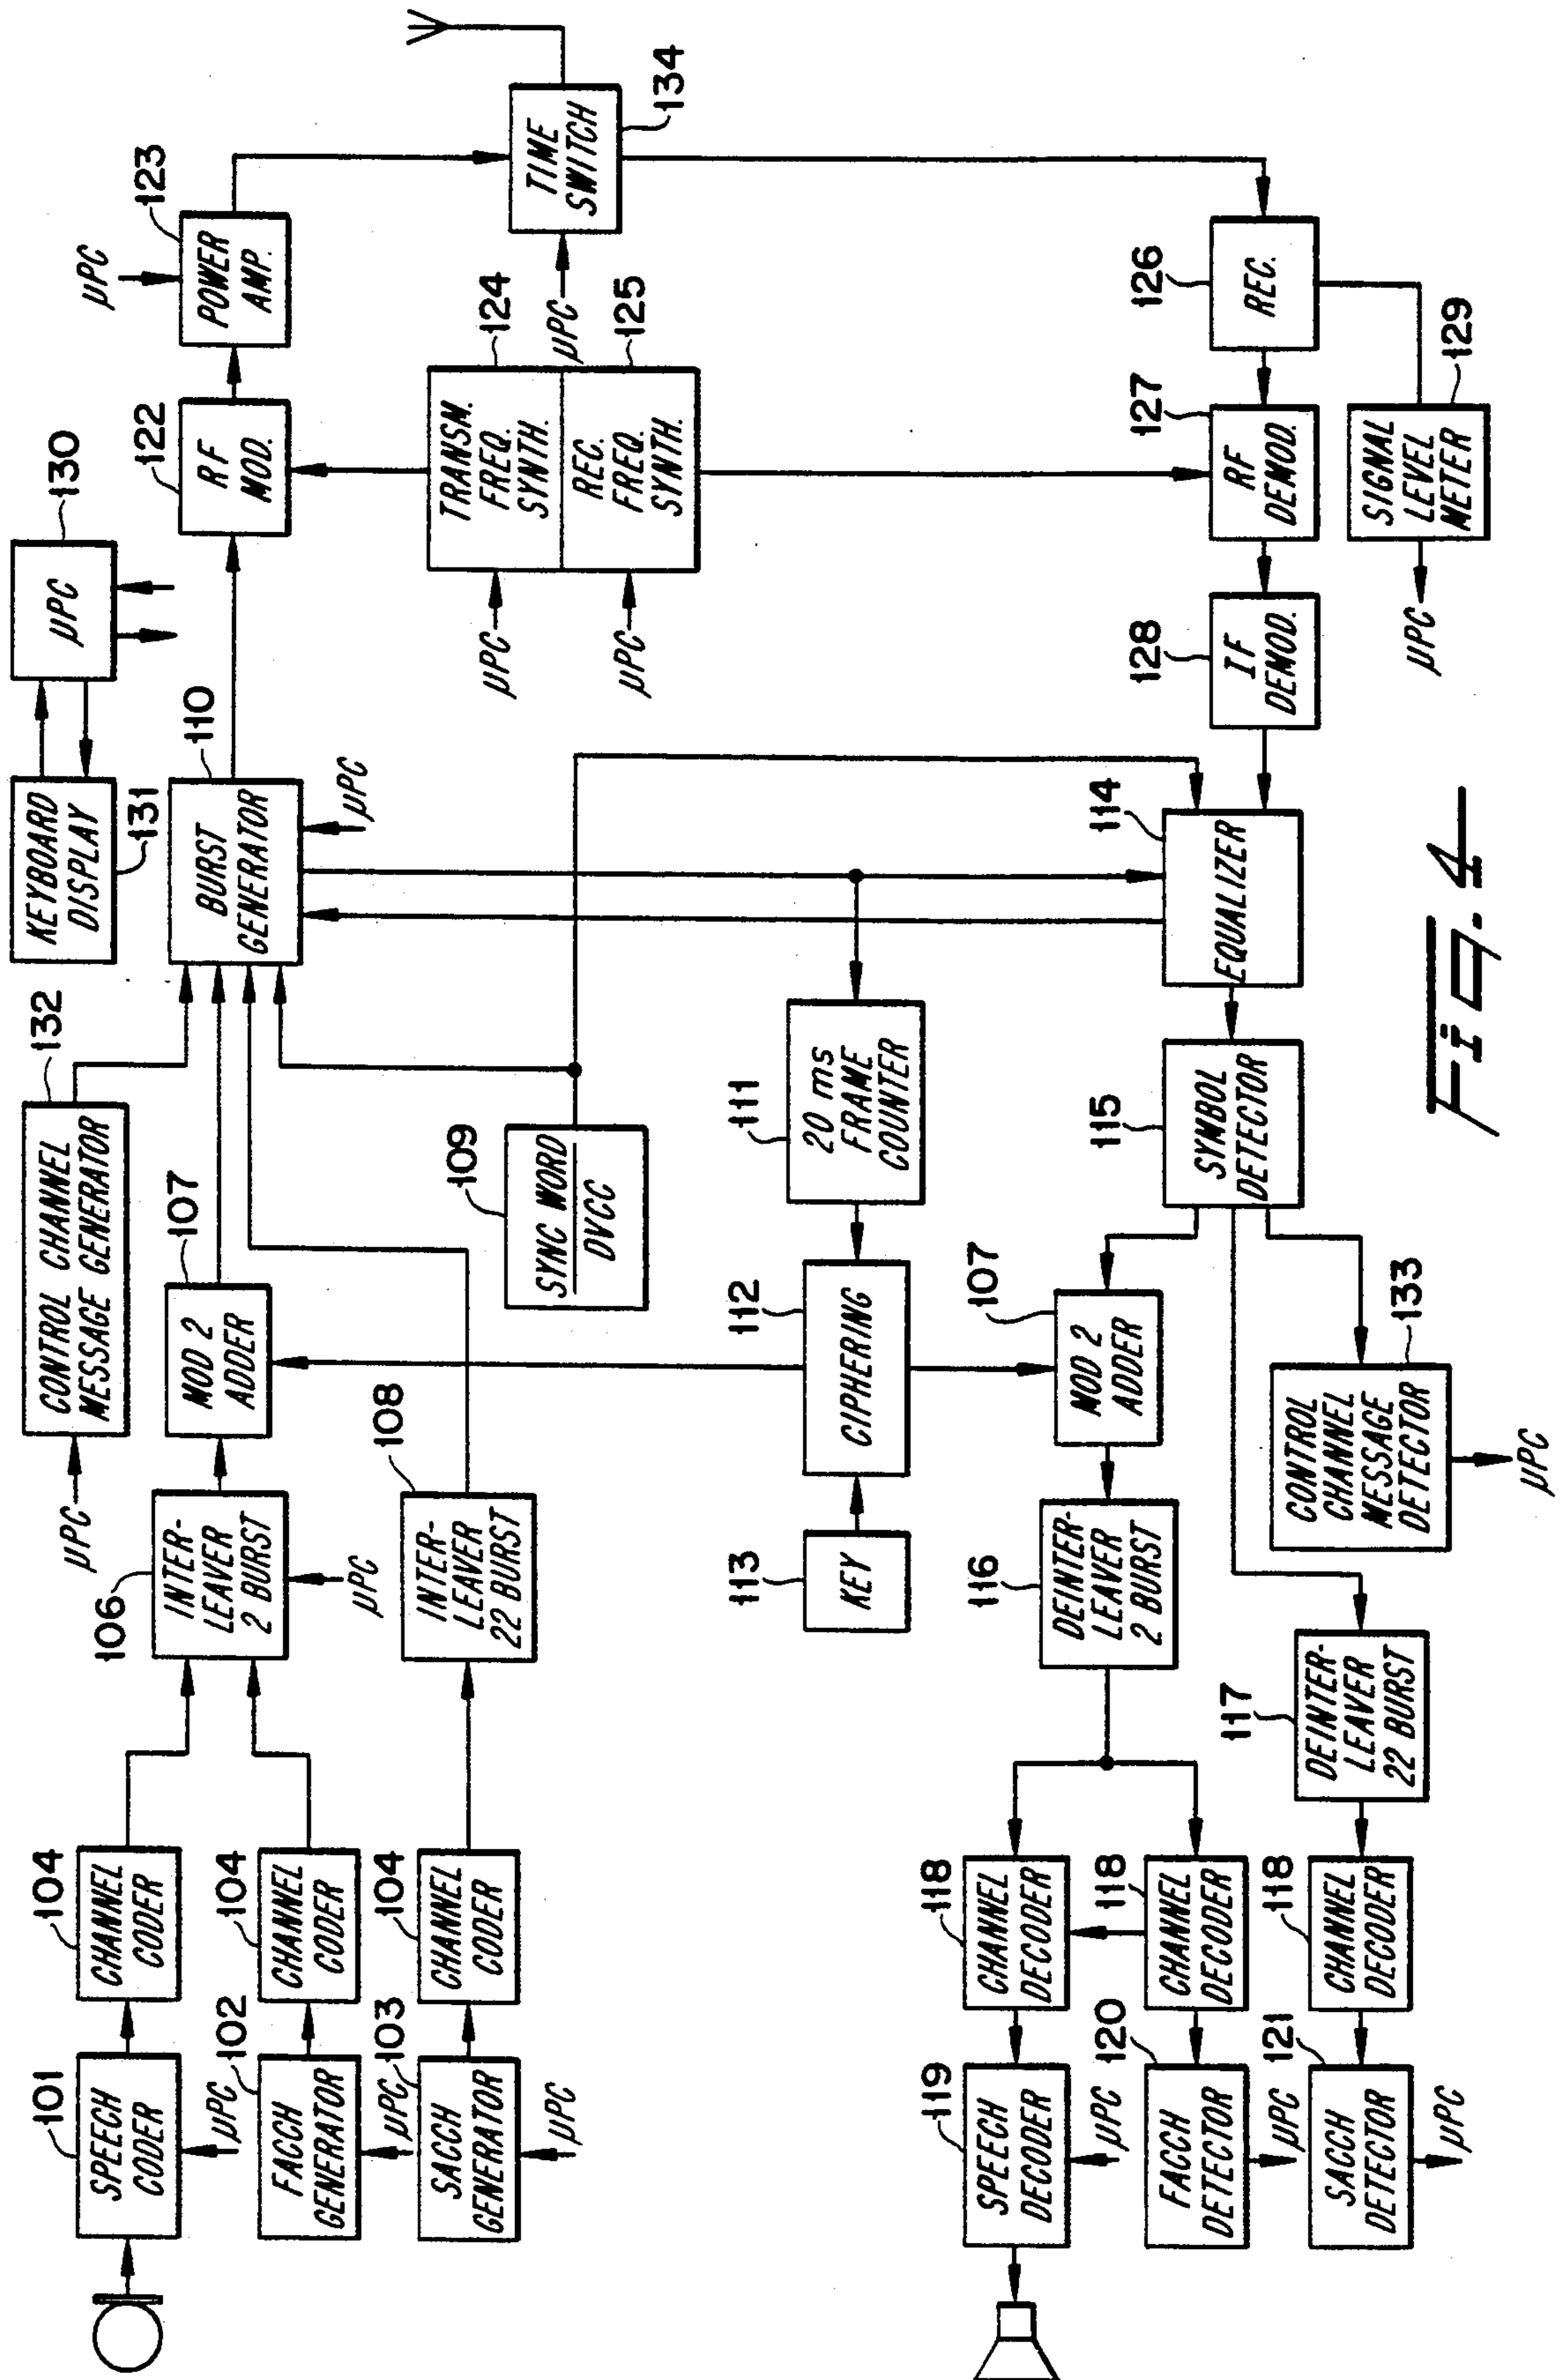 101
SPEECH
CODER
µPC
104
CHANNEL
CODER
102
FACCH
GENERATOR
µPC
104
CHANNEL
CODER
103
SACCH
GENERATOR
µPC
104
CHANNEL
CODER
106
INTER-
LEAVER
2 BURST
µPC
108
INTER-
LEAVER
22 BURST
µPC
132
CONTROL CHANNEL
MESSAGE GENERATOR
107
MOD 2
ADDER
109
SYNC WORD
DVCC
110
BURST
GENERATOR
µPC
131
KEYBOARD
DISPLAY
130
µPC
122
RF
MOD.
123
POWER
AMP.
µPC
124
TRANSM.
FREQ.
SYNTH.
µPC
125
REC.
FREQ.
SYNTH.
µPC
134
TIME
SWITCH
µPC
113
KEY
112
CIPHERING
111
20 ms
FRAME
COUNTER
126
REC.
127
RF
DEMOD.
128
IF
DEMOD.
129
SIGNAL
LEVEL
METER
µPC
114
EQUALIZER
115
SYMBOL
DETECTOR
107
MOD 2
ADDER
116
DEINTER-
LEAVER
2 BURST
133
CONTROL
CHANNEL
MESSAGE
DETECTOR
µPC
117
DEINTER-
LEAVER
22 BURST
118
CHANNEL
DECODER
118
CHANNEL
DECODER
118
CHANNEL
DECODER
119
SPEECH
DECODER
µPC
120
FACCH
DETECTOR
µPC
121
SACCH
DETECTOR
µPC
Fig. 4